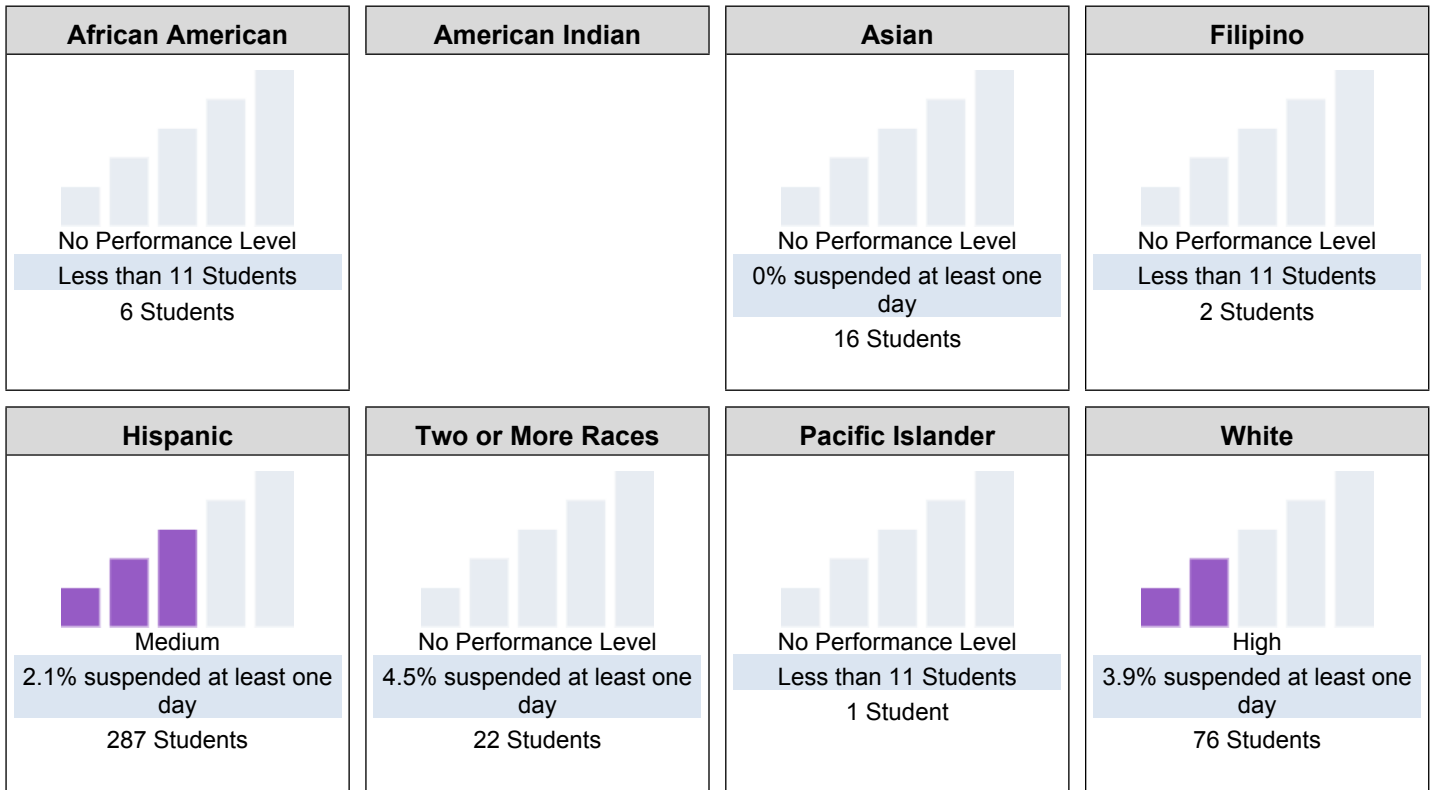 African American
No Performance Level
Less than 11 Students
6 Students
American Indian
Asian
No Performance Level
0% suspended at least one
day
16 Students
Filipino
No Performance Level
Less than 11 Students
2 Students
Hispanic
Medium
2.1% suspended at least one
day
287 Students
Two or More Races
No Performance Level
4.5% suspended at least one
day
22 Students
Pacific Islander
No Performance Level
Less than 11 Students
1 Student
White
High
3.9% suspended at least one
day
76 Students